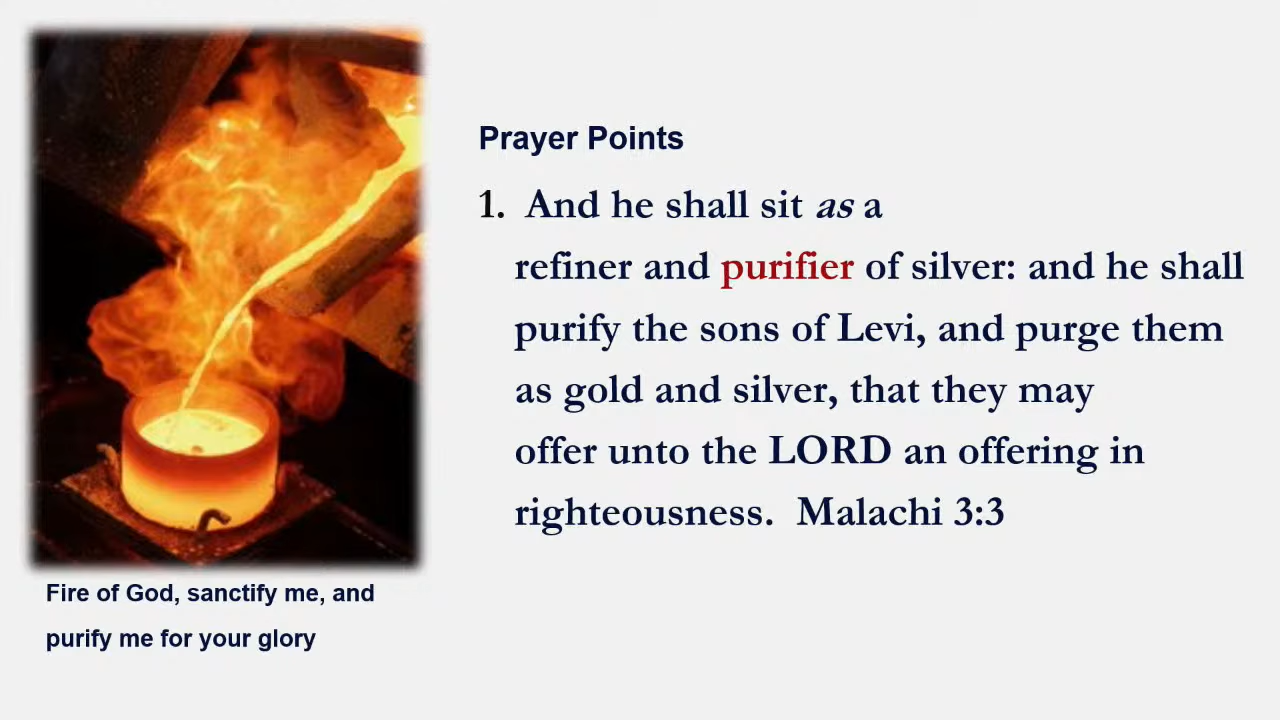 Prayer Points
1. And he shall sit as a
refiner and purifier of silver: and he shall
purify the sons of Levi, and purge them
as gold and silver, that they may
offer unto the LORD an offering in
righteousness. Malachi 3:3
Fire of God, sanctify me, and
purify me for your glory